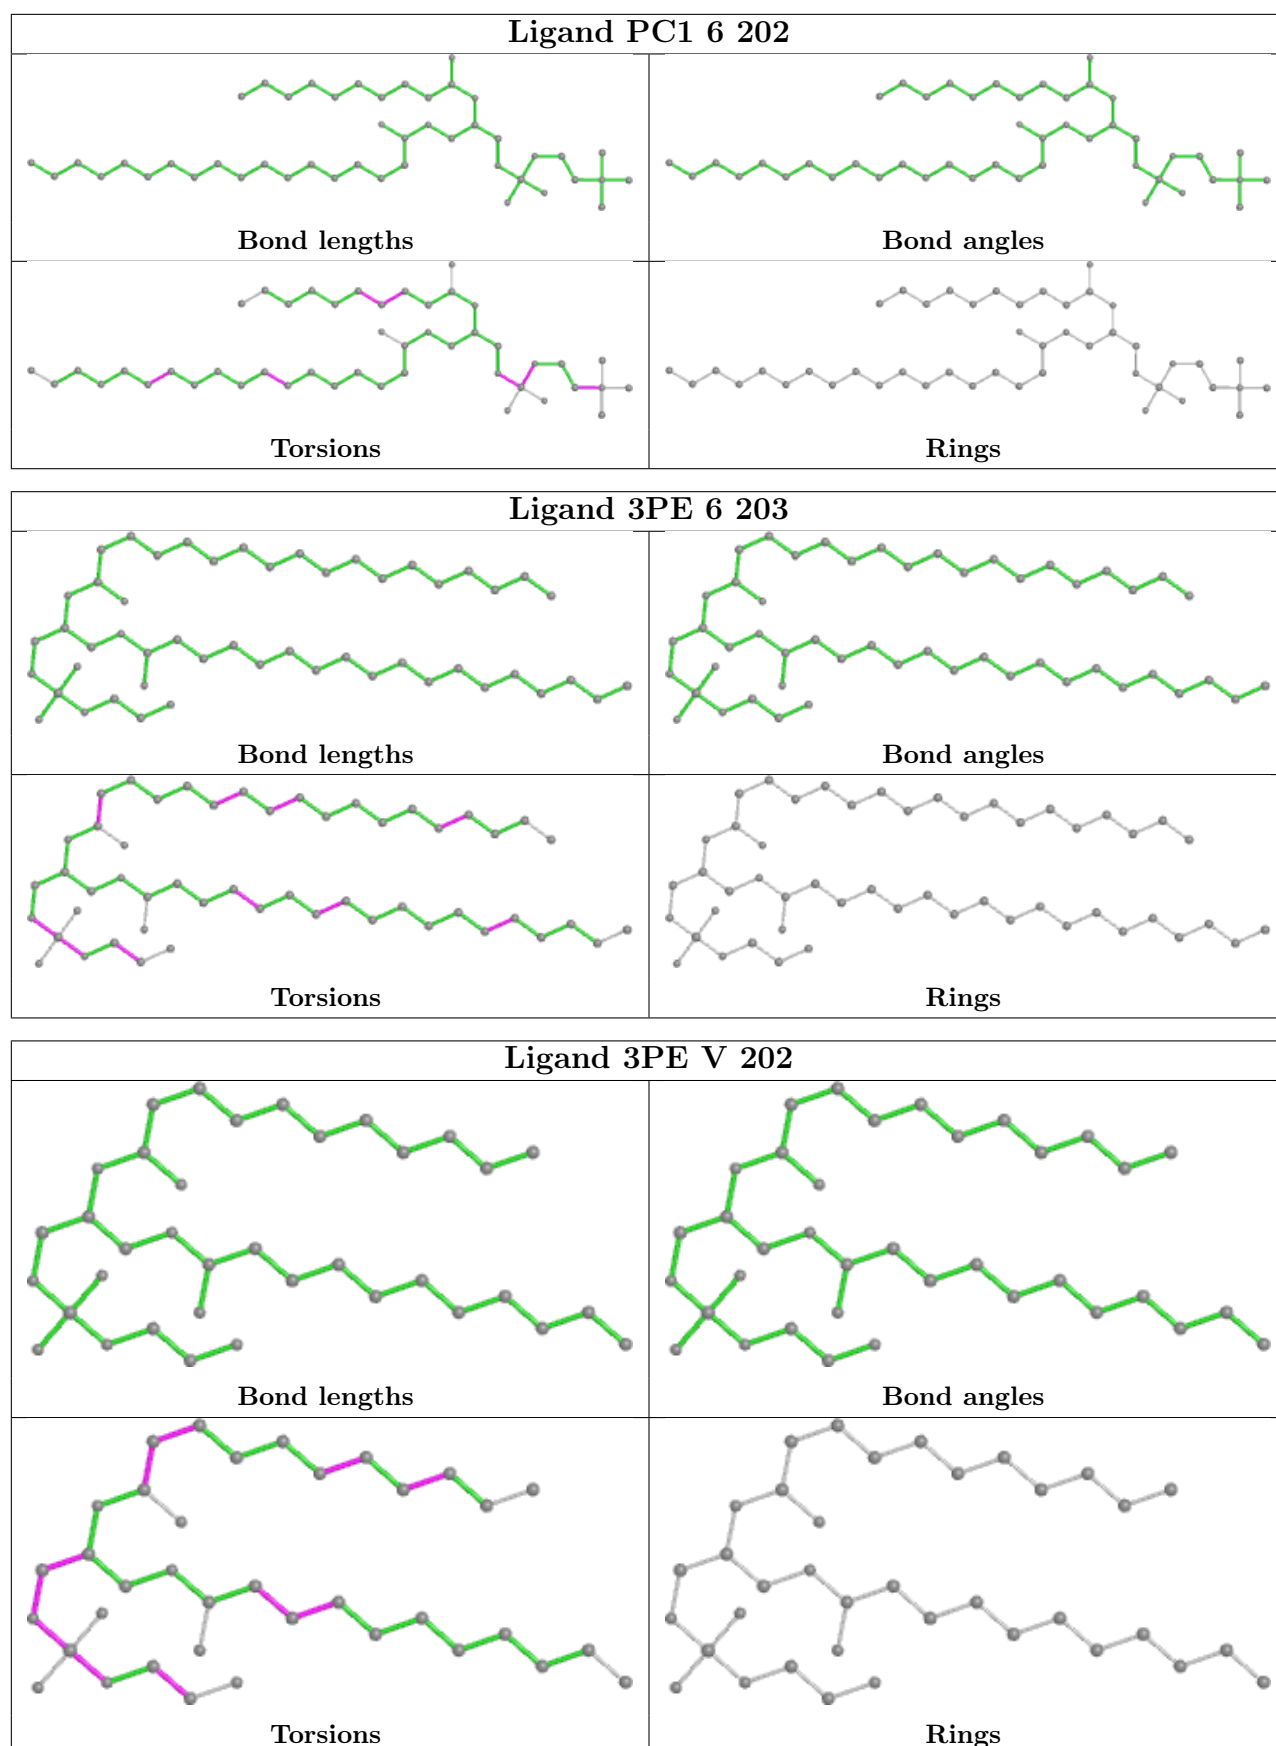 Ligand PC1 6 202
Bond lengths
Bond angles
Torsions
Rings
Ligand 3PE 6 203
Bond lengths
Bond angles
Torsions
Rings
Ligand 3PE V 202
Bond lengths
Bond angles
Torsions
Rings